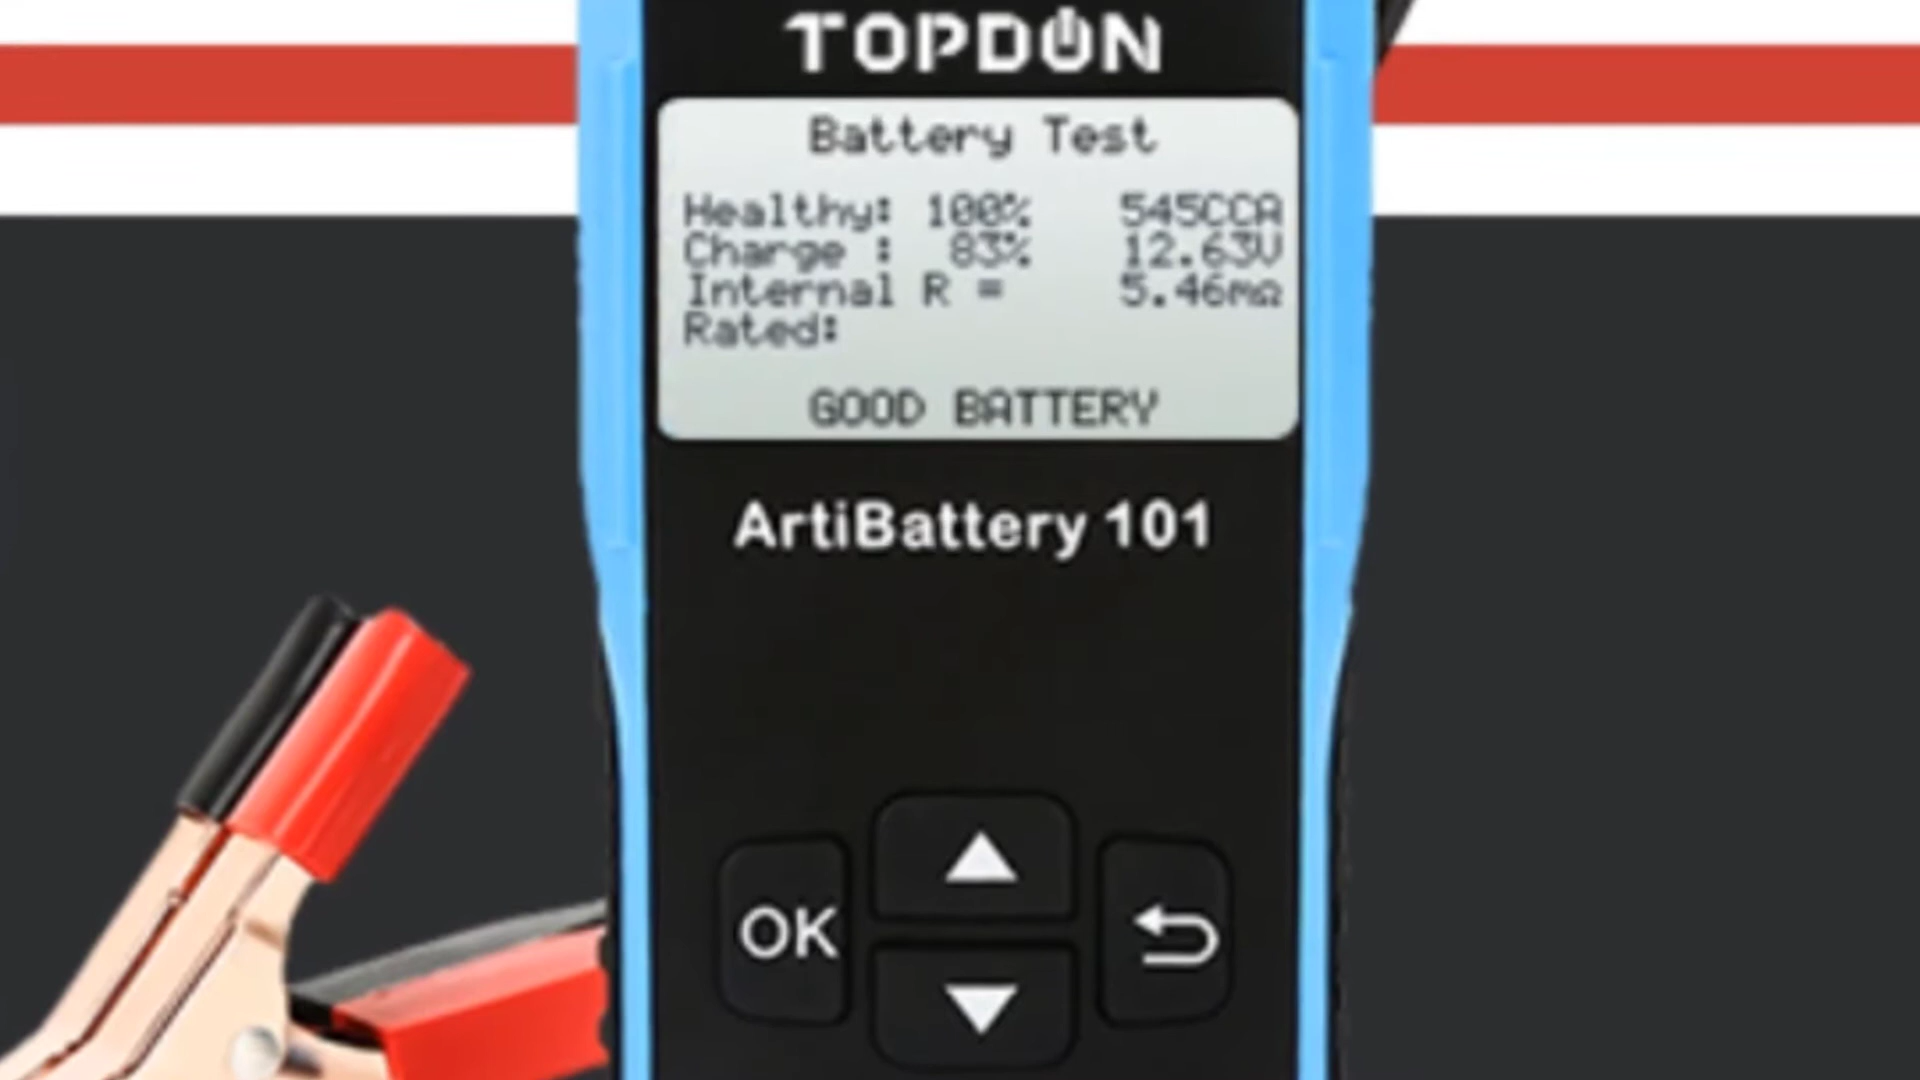 TOPDON
Battery Test
Healthy: 100% 545CCA
Charge : 83% 12.63V
Internal R = 5.46mΩ
Rated:
GOOD BATTERY
ArtiBattery 101
OK